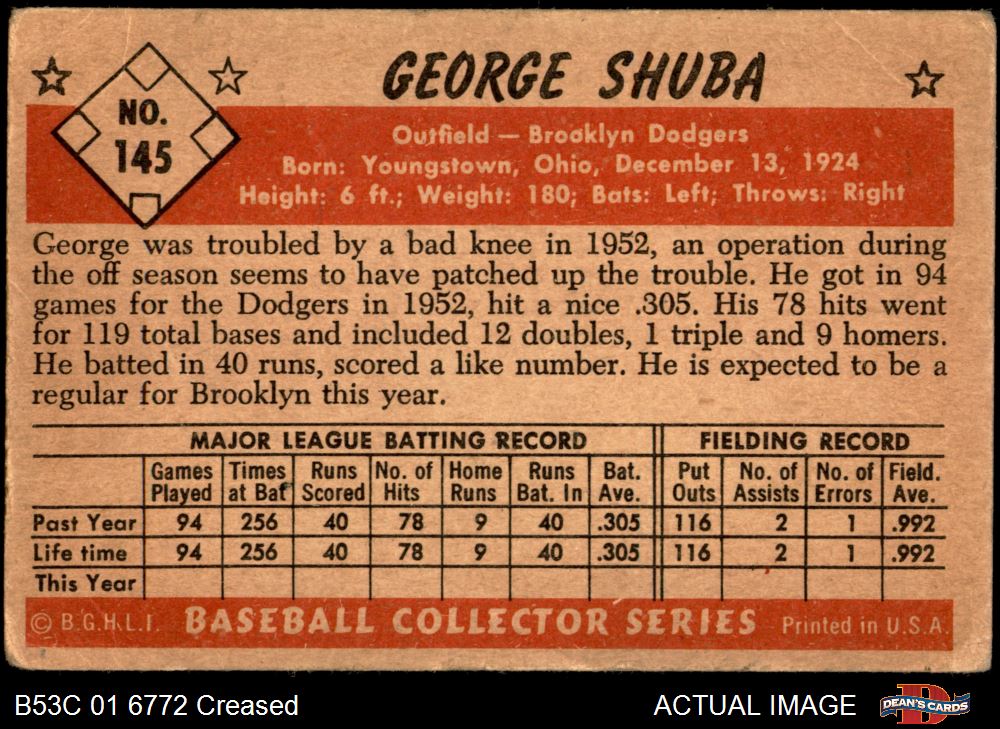 GEORGE SHUBA
NO.
145
Outfield — Brooklyn Dodgers
Born: Youngstown, Ohio, December 13, 1924
Height: 6 ft.; Weight: 180; Bats: Left; Throws: Right
George was troubled by a bad knee in 1952, an operation during
the off season seems to have patched up the trouble. He got in 94
games for the Dodgers in 1952, hit a nice .305. His 78 hits went
for 119 total bases and included 12 doubles, 1 triple and 9 homers.
He batted in 40 runs, scored a like number. He is expected to be a
regular for Brooklyn this year.
MAJOR LEAGUE BATTING RECORD FIELDING RECORD
Games Times Runs No. of Home Runs Bat. Put No. of No. of Field.
Played at Bat Scored Hits Runs Bat. In Ave. Outs Assists Errors Ave.
Past Year 94 256 40 78 9 40 .305 116 2 1 .992
Life time 94 256 40 78 9 40 .305 116 2 1 .992
This Year
© B.G.H.L.I. BASEBALL COLLECTOR SERIES Printed in U.S.A.
B53C 01 6772 Creased ACTUAL IMAGE DEAN'S CARDS